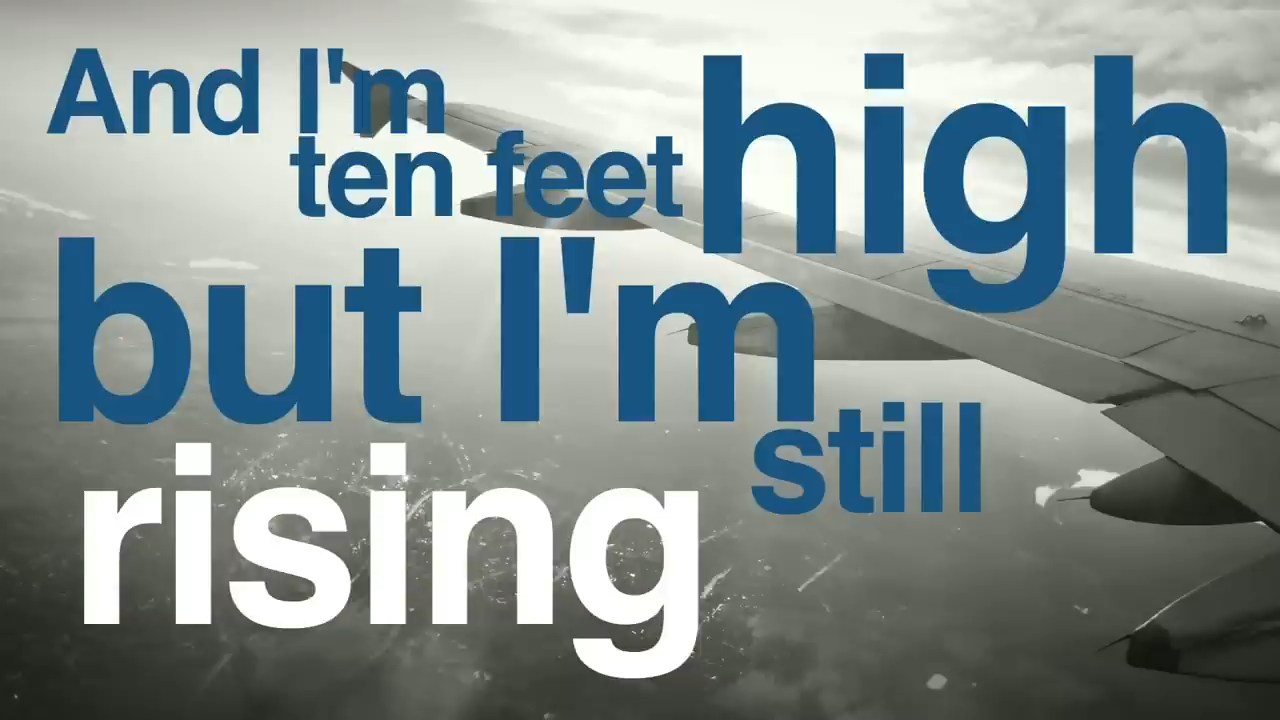 And I'm
ten feet high
but I'm
still
rising